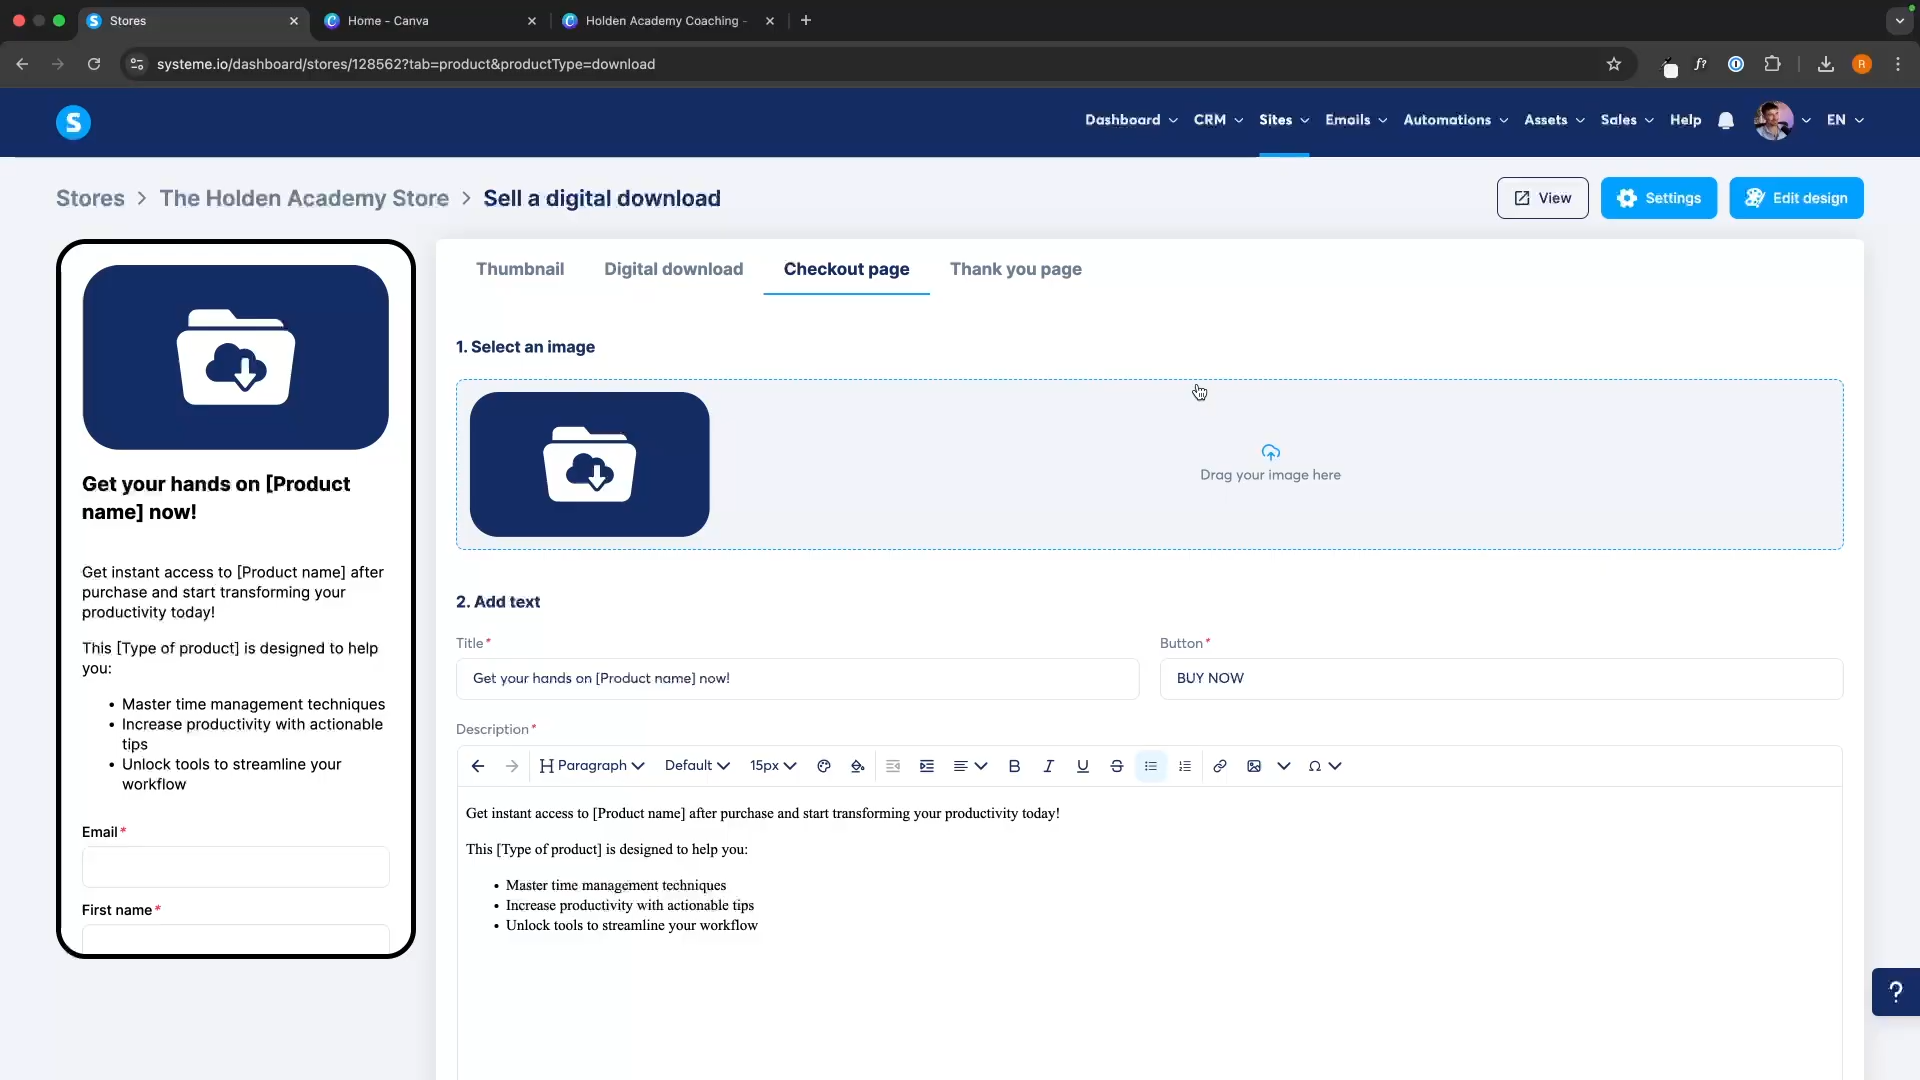 Stores
Home - Canva
Holden Academy Coaching -
systeme.io/dashboard/stores/128562?tab=product&productType=download
f?
R
S
Dashboard
CRM
Sites
Emails
Automations
Assets
Sales
Help
EN
Stores > The Holden Academy Store > Sell a digital download
View
Settings
Edit design
Get your hands on [Product
name] now!
Get instant access to [Product name] after
purchase and start transforming your
productivity today!
This [Type of product] is designed to help
you:
• Master time management techniques
• Increase productivity with actionable
tips
• Unlock tools to streamline your
workflow
Email*
First name*
Thumbnail
Digital download
Checkout page
Thank you page
1. Select an image
Drag your image here
2. Add text
Title*
Button*
Get your hands on [Product name] now!
BUY NOW
Description*
Paragraph
Default
15px
B I U S
Ω
Get instant access to [Product name] after purchase and start transforming your productivity today!
This [Type of product] is designed to help you:
• Master time management techniques
• Increase productivity with actionable tips
• Unlock tools to streamline your workflow
?